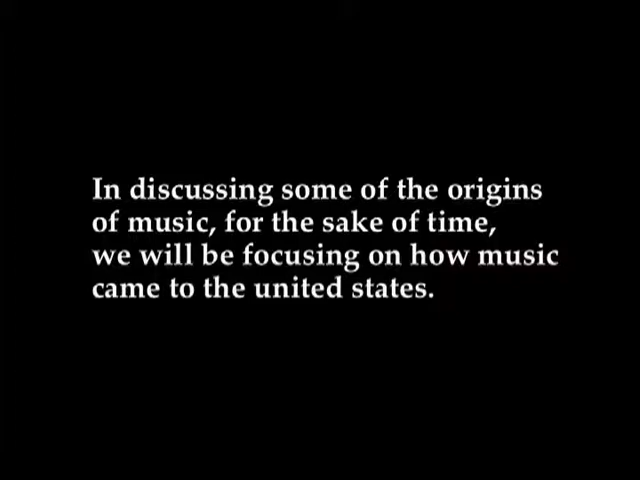 In discussing some of the origins
of music, for the sake of time,
we will be focusing on how music
came to the united states.